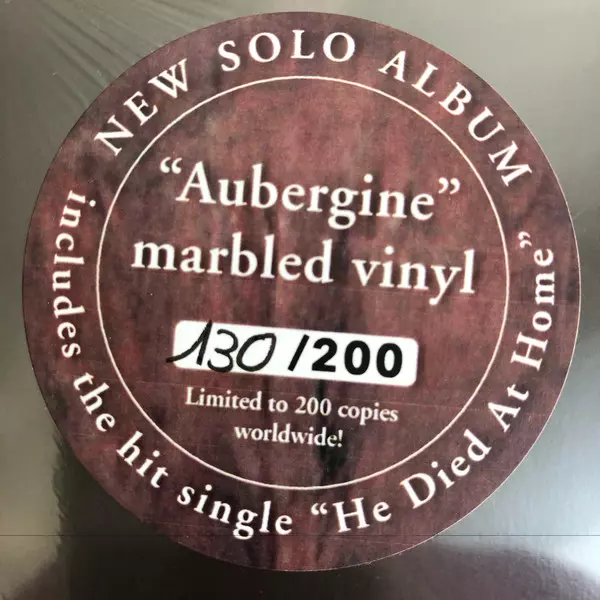 NEW SOLO ALBUM
"Aubergine"
marbled vinyl
130/200
Limited to 200 copies
worldwide!
includes the hit single "He Died At Home"